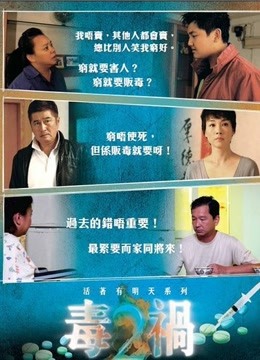 我唔賣，其他人都會賣，
總比別人笑我窮好。
窮就要害人？
窮就要販毒？
窮唔使死，
但係販毒就要呀！
過去的錯唔重要！
最緊要而家同將來！
活著有明天系列
毒2禍